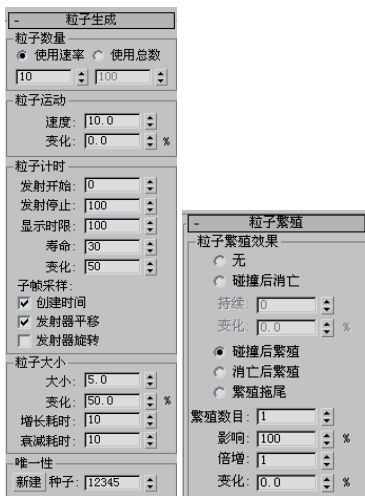 - 粒子生成
粒子数量
使用速率 使用总数
10 100
粒子运动
速度: 10.0
变化: 0.0 %
粒子计时
发射开始: 0
发射停止: 100
显示时限: 100
寿命: 30
变化: 50
子帧采样:
创建时间
发射器平移
发射器旋转
粒子大小
大小: 5.0
变化: 50.0 %
增长耗时: 10
衰减耗时: 10
唯一性
新建 种子: 12345
- 粒子繁殖
粒子繁殖效果
无
碰撞后消亡
持续: 0
变化: 0.0 %
碰撞后繁殖
消亡后繁殖
繁殖拖尾
繁殖数目: 1
影响: 100 %
倍增: 1
变化: 0.0 %